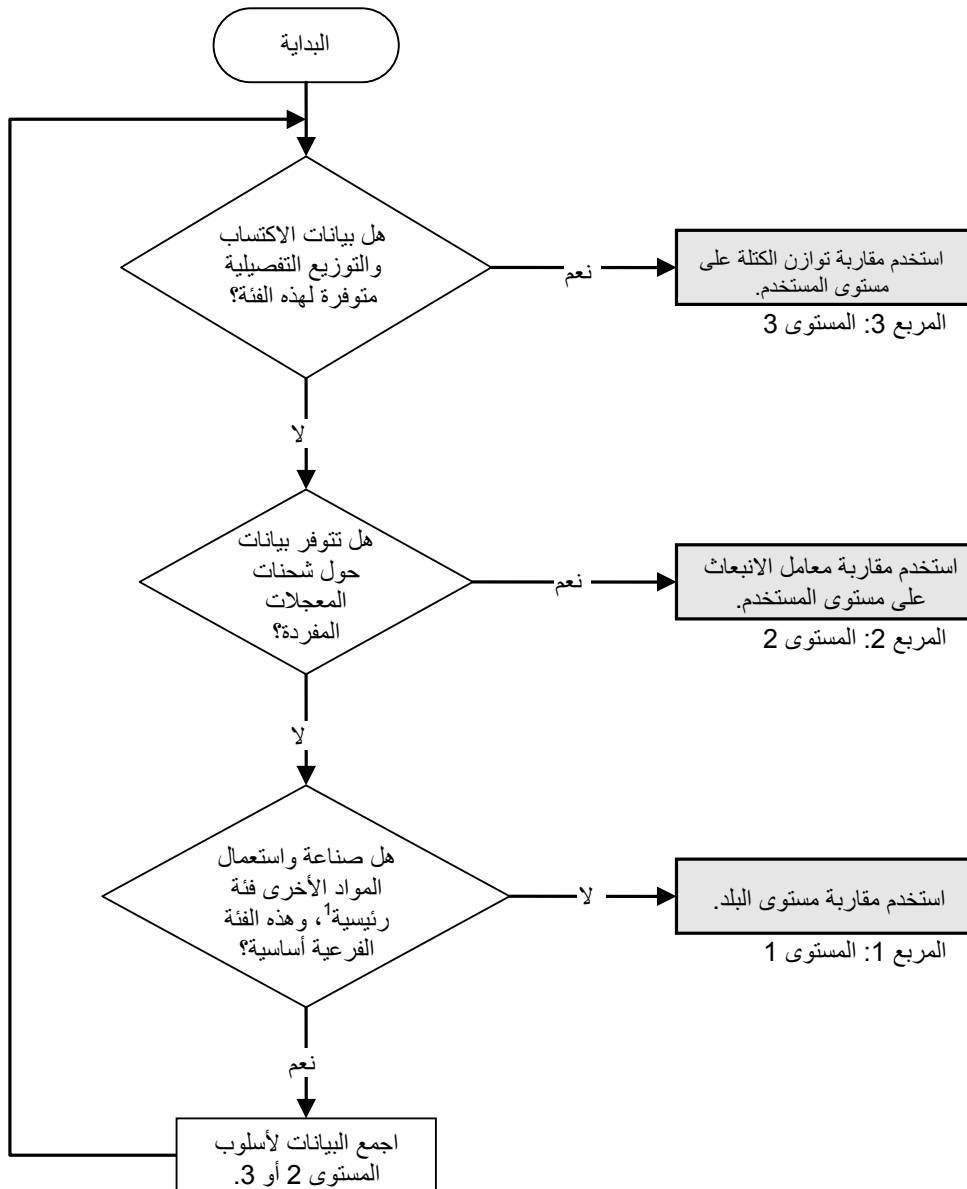 البداية
هل بيانات الاكتساب
والتوزيع التفصيلية
متوفرة لهذه الفئة؟
نعم
استخدم مقاربة توازن الكتلة على
مستوى المستخدم.
المربع 3: المستوى 3
لا
هل تتوفر بيانات
حول شحنات
المعجلات
المفردة؟
نعم
استخدم مقاربة معامل الانبعاث
على مستوى المستخدم.
المربع 2: المستوى 2
لا
هل صناعة واستعمال
المواد الأخرى فئة
رئيسية¹، وهذه الفئة
الفرعية أساسية؟
لا
استخدم مقاربة مستوى البلد.
المربع 1: المستوى 1
نعم
اجمع البيانات لأسلوب
المستوى 2 أو 3.